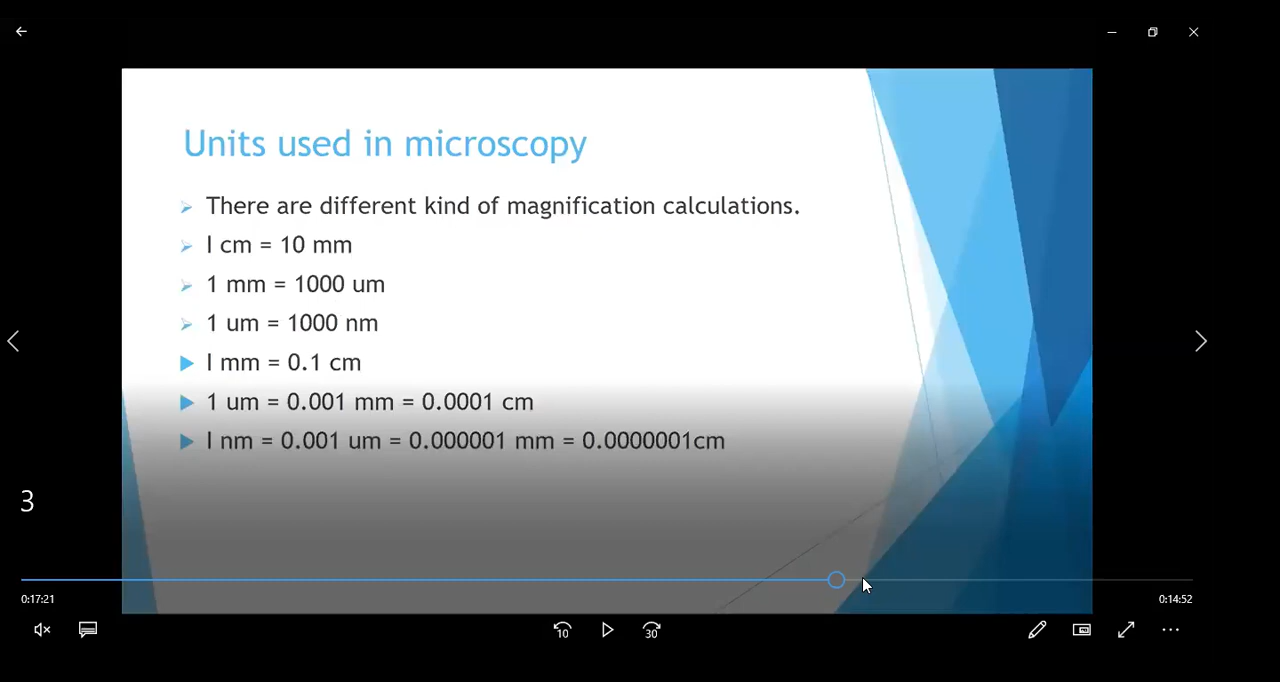 Units used in microscopy
There are different kind of magnification calculations.
I cm = 10 mm
1 mm = 1000 um
1 um = 1000 nm
I mm = 0.1 cm
1 um = 0.001 mm = 0.0001 cm
I nm = 0.001 um = 0.000001 mm = 0.0000001cm
3
0:17:21
0:14:52
10
30